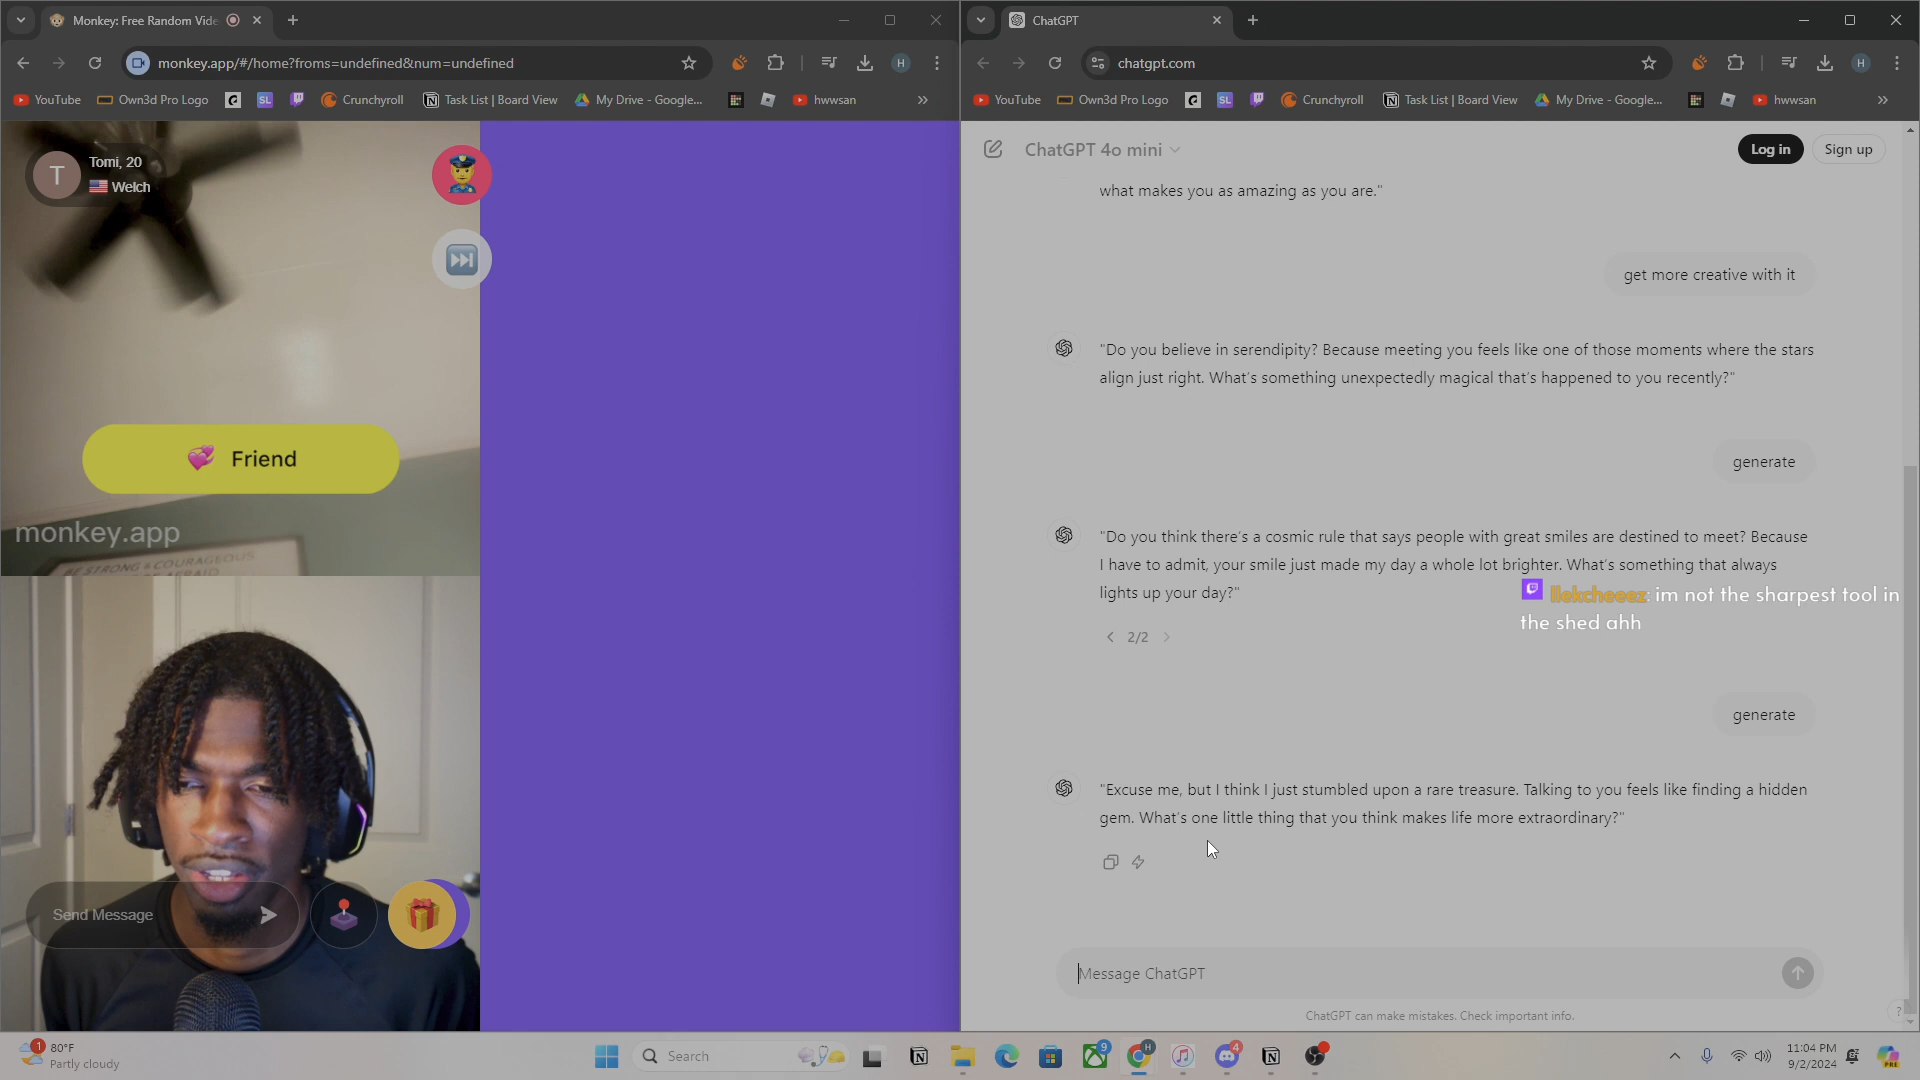 Monkey: Free Random Vide
ChatGPT
monkey.app/#/home?froms=undefined&num=undefined
H
chatgpt.com
H
YouTube
Own3d Pro Logo
SL
Crunchyroll
Task List | Board View
My Drive - Google...
hwwsan
YouTube
Own3d Pro Logo
SL
Crunchyroll
Task List | Board View
My Drive - Google...
hwwsan
T
Tomi, 20
Welch
Friend
monkey.app
BE STRONG & COURAGEOUS
Send Message
ChatGPT 4o mini
Log in
Sign up
what makes you as amazing as you are."
get more creative with it
"Do you believe in serendipity? Because meeting you feels like one of those moments where the stars
align just right. What's something unexpectedly magical that's happened to you recently?"
generate
"Do you think there's a cosmic rule that says people with great smiles are destined to meet? Because
I have to admit, your smile just made my day a whole lot brighter. What's something that always
lights up your day?"
llekcheeez: im not the sharpest tool in
the shed ahh
2/2
generate
"Excuse me, but I think I just stumbled upon a rare treasure. Talking to you feels like finding a hidden
gem. What's one little thing that you think makes life more extraordinary?"
Message ChatGPT
ChatGPT can make mistakes. Check important info.
?
1
80°F
Partly cloudy
Search
9
H
4
11:04 PM
9/2/2024
PRE